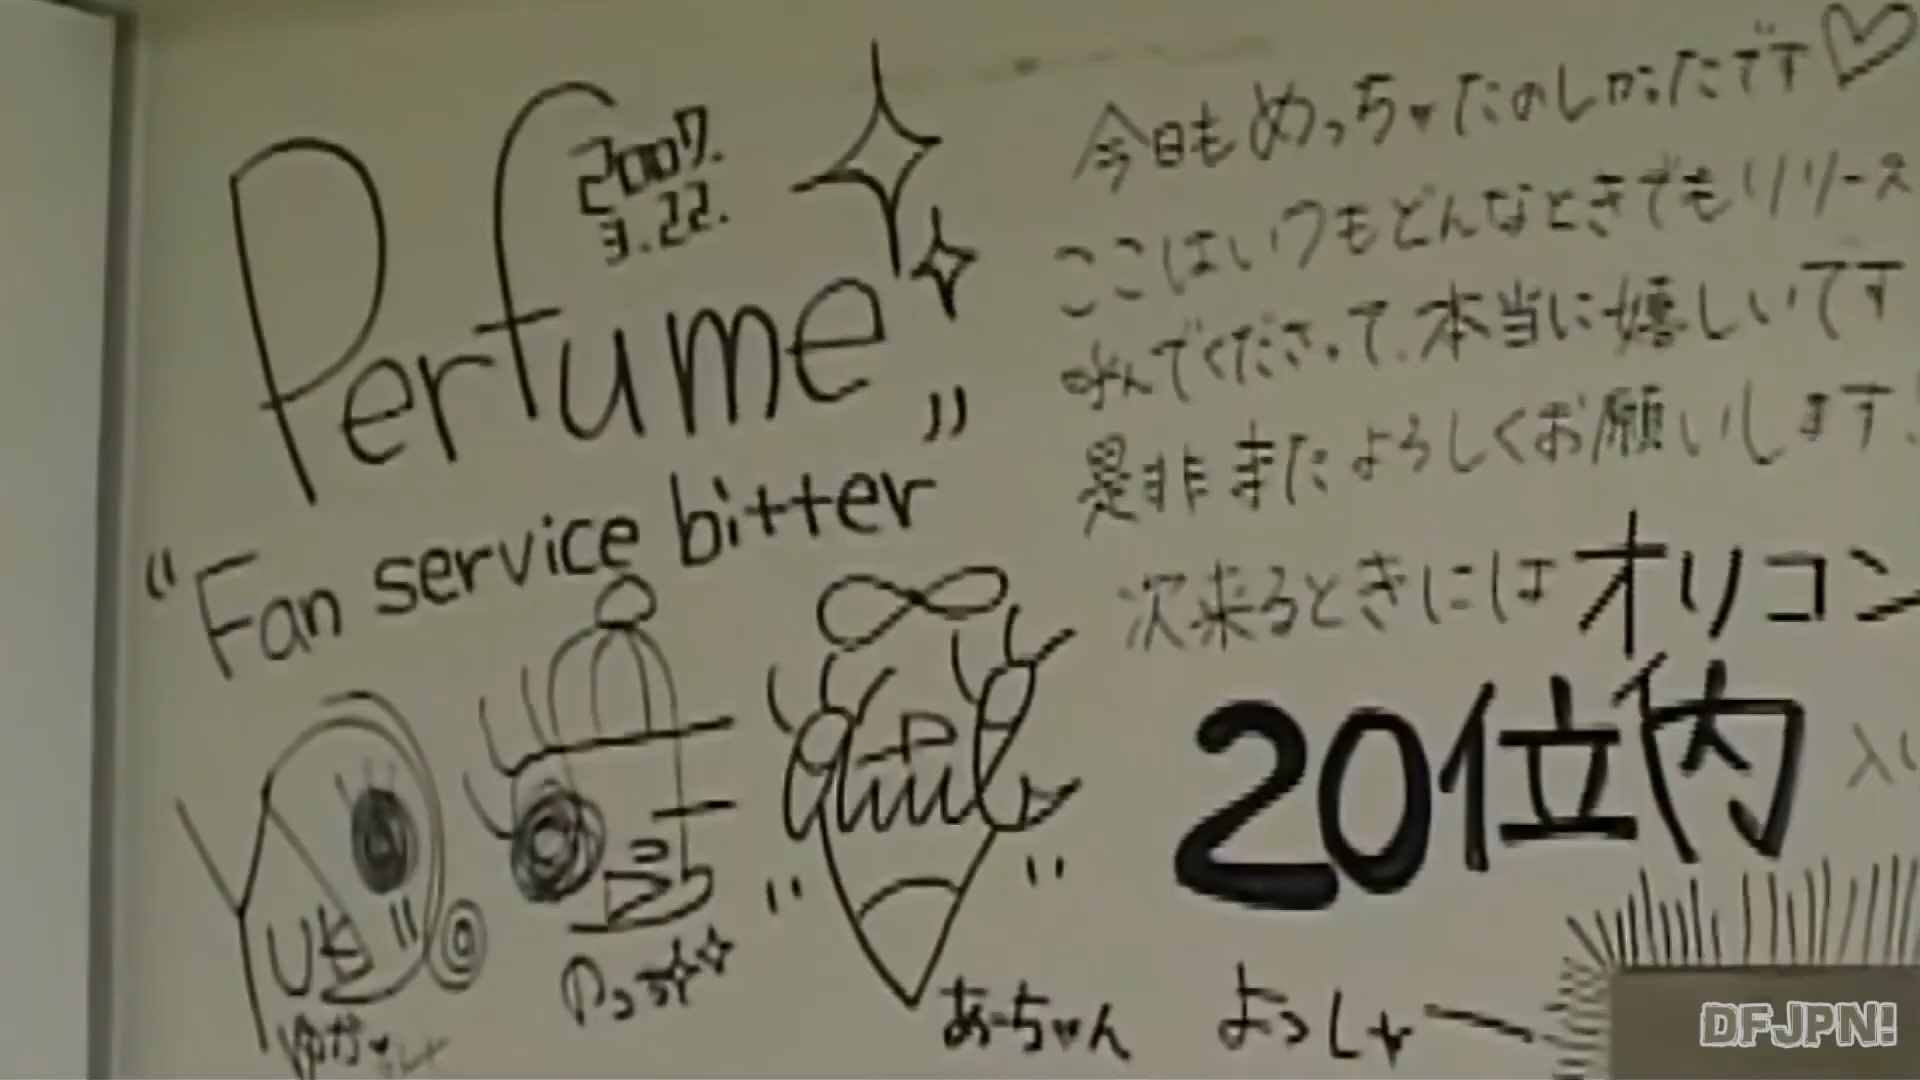 Perfume
2007.
3.22.
"Fan service bitter"
のっち
あ〜ちゃん
今日もめっちゃたのしかったです♡
ここはいつもどんなときでもリリース
呼んでくださって、本当に嬉しいです
是非またよろしくお願いします!
次来るときにはオリコン
20位内
よっしゃー
DFJPN!